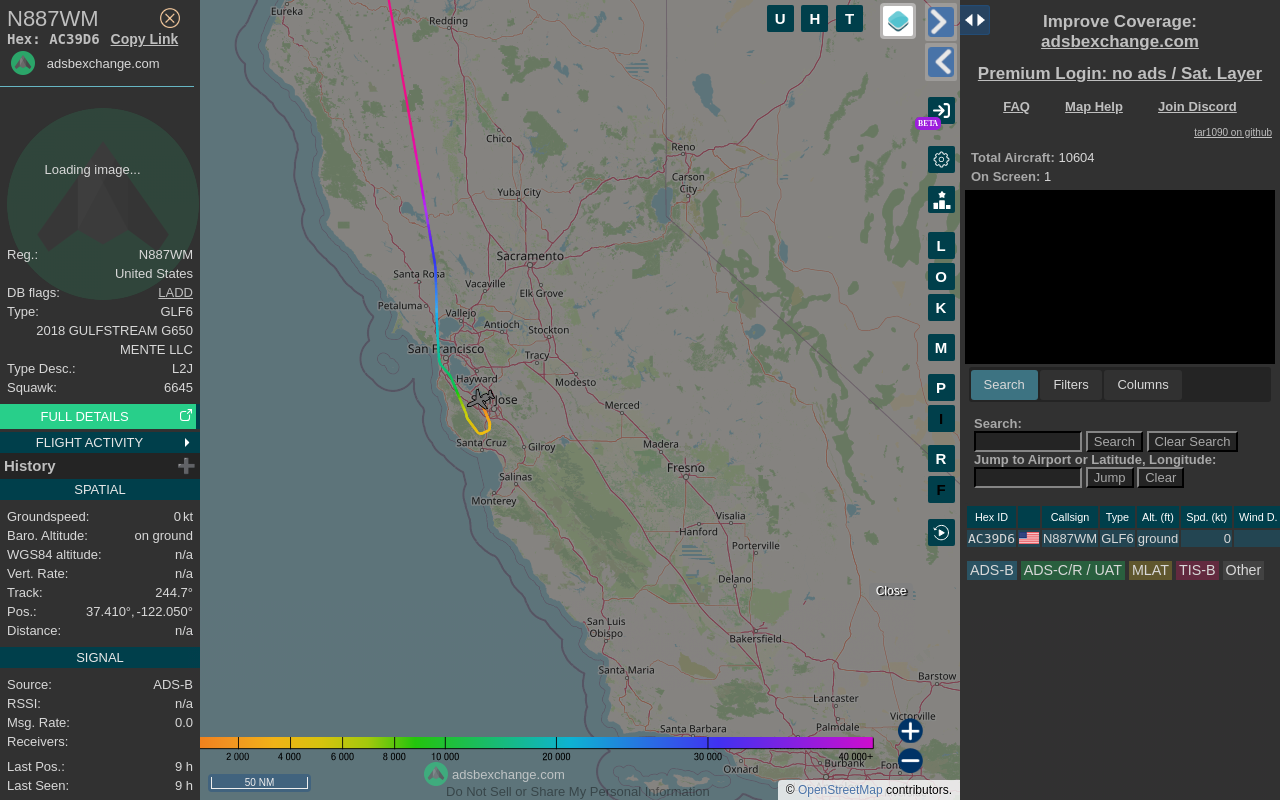 N887WM
Hex: AC39D6 Copy Link
adsbexchange.com
Loading image...
Reg.: N887WM
United States
DB flags: LADD
Type: GLF6
2018 GULFSTREAM G650
MENTE LLC
Type Desc.: L2J
Squawk: 6645
FULL DETAILS
FLIGHT ACTIVITY
History
SPATIAL
Groundspeed: 0 kt
Baro. Altitude: on ground
WGS84 altitude: n/a
Vert. Rate: n/a
Track: 244.7°
Pos.: 37.410°, -122.050°
Distance: n/a
SIGNAL
Source: ADS-B
RSSI: n/a
Msg. Rate: 0.0
Receivers:
Last Pos.: 9 h
Last Seen: 9 h
U H T
BETA
L
O
K
M
P
I
R
F
Eureka
Redding
Chico
Reno
Carson
City
Yuba City
Sacramento
Santa Rosa
Vacaville
Elk Grove
Petaluma
Vallejo
Antioch
Stockton
San Francisco
Tracy
Hayward
Modesto
Jose
Merced
Santa Cruz
Gilroy
Madera
Salinas
Fresno
Monterey
Visalia
Hanford
Porterville
Delano
Close
San Luis
Obispo
Bakersfield
Santa Maria
Barstow
Lancaster
Victorville
Santa Barbara
Palmdale
Oxnard
Burbank
2 000 4 000 6 000 8 000 10 000 20 000 30 000 40 000+
50 NM
adsbexchange.com
Do Not Sell or Share My Personal Information
© OpenStreetMap contributors.
Improve Coverage:
adsbexchange.com
Premium Login: no ads / Sat. Layer
FAQ Map Help Join Discord
tar1090 on github
Total Aircraft: 10604
On Screen: 1
Search Filters Columns
Search:
Search Clear Search
Jump to Airport or Latitude, Longitude:
Jump Clear
Hex ID Callsign Type Alt. (ft) Spd. (kt) Wind D.
AC39D6 N887WM GLF6 ground 0
ADS-B ADS-C/R / UAT MLAT TIS-B Other